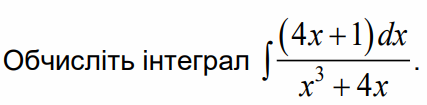 Обчисліть інтеграл ∫ (4x+1)dx / (x³ + 4x) .